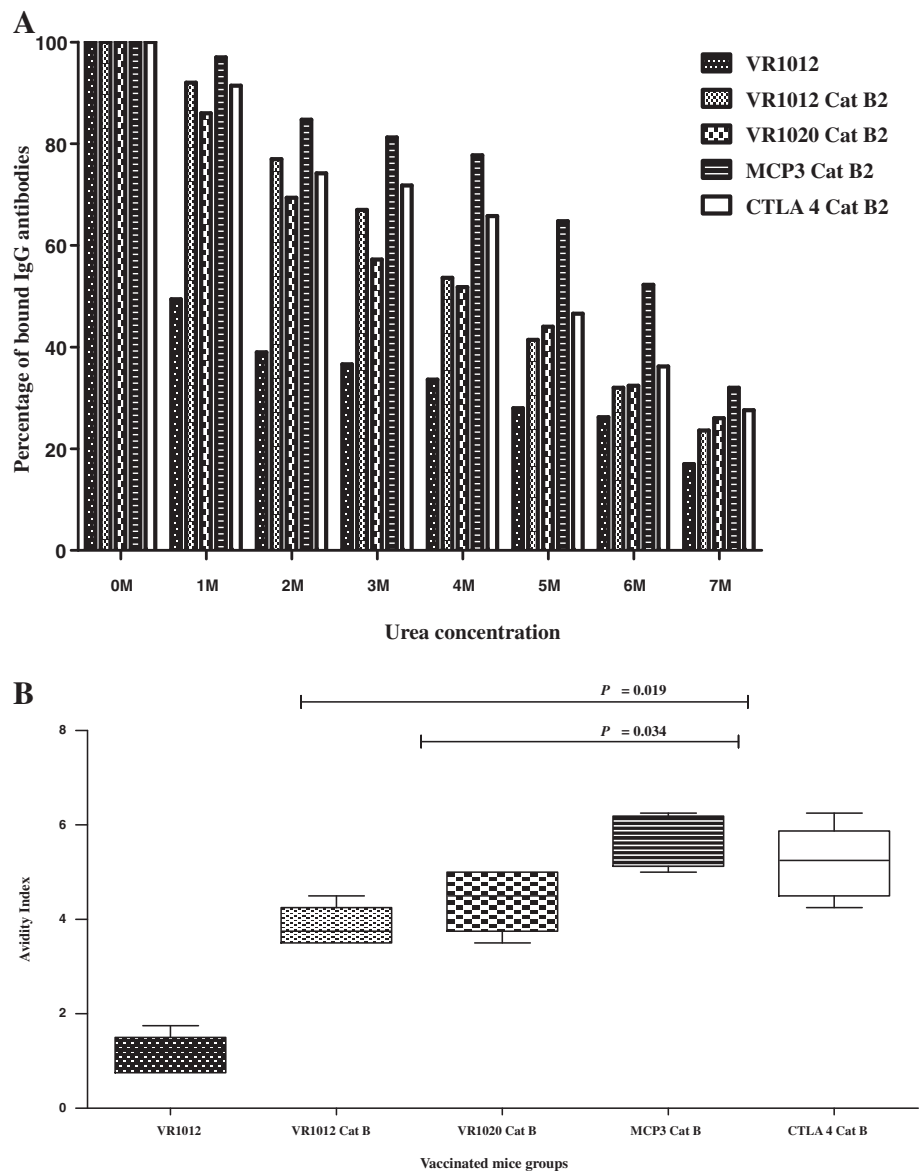 A
100
80
60
40
20
0
Percentage of bound IgG antibodies
VR1012
VR1012 Cat B2
VR1020 Cat B2
MCP3 Cat B2
CTLA 4 Cat B2
0M 1M 2M 3M 4M 5M 6M 7M
Urea concentration
B
P = 0.019
P = 0.034
8
6
4
2
0
Avidity Index
VR1012 VR1012 Cat B VR1020 Cat B MCP3 Cat B CTLA 4 Cat B
Vaccinated mice groups